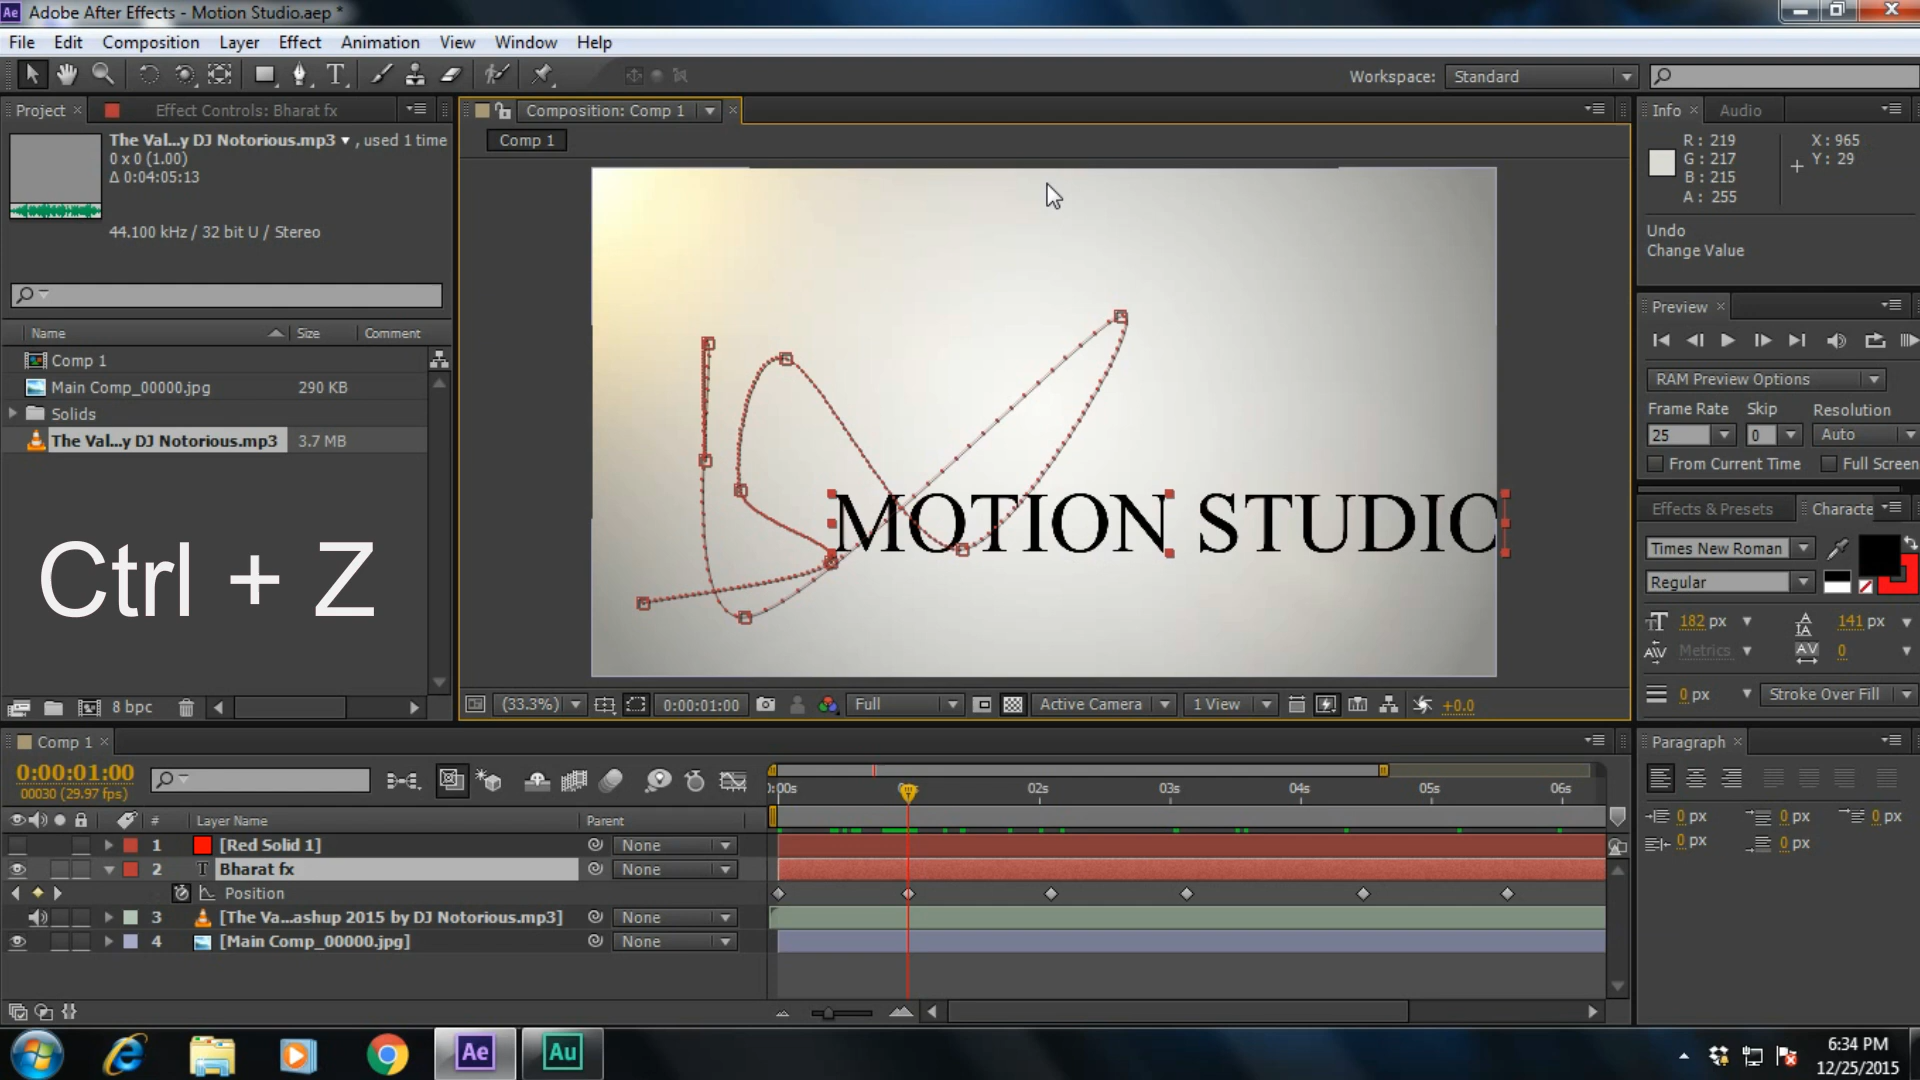 Ae Adobe After Effects - Motion Studio.aep *
File Edit Composition Layer Effect Animation View Window Help
Workspace: Standard
Project × Effect Controls: Bharat fx
The Val...y DJ Notorious.mp3 ▼ , used 1 time
0 x 0 (1.00)
Δ 0:04:05:13
44.100 kHz / 32 bit U / Stereo
Name Size Comment
Comp 1
Main Comp_00000.jpg 290 KB
Solids
The Val...y DJ Notorious.mp3 3.7 MB
Ctrl + Z
8 bpc
Composition: Comp 1
Comp 1
MOTION STUDIO
(33.3%) 0:00:01:00 Full Active Camera 1 View +0.0
Info × Audio
R : 219 X : 965
G : 217 Y : 29
B : 215
A : 255
Undo
Change Value
Preview ×
RAM Preview Options
Frame Rate Skip Resolution
25 0 Auto
From Current Time Full Screen
Effects & Presets Characte
Times New Roman
Regular
182 px 141 px
Metrics 0
0 px Stroke Over Fill
Paragraph ×
0 px 0 px 0 px
0 px 0 px
Comp 1 ×
0:00:01:00
00030 (29.97 fps)
):00s 02s 03s 04s 05s 06s
# Layer Name Parent
1 [Red Solid 1] None
2 T Bharat fx None
Position
3 [The Va...ashup 2015 by DJ Notorious.mp3] None
4 [Main Comp_00000.jpg] None
Ae Au
6:34 PM
12/25/2015